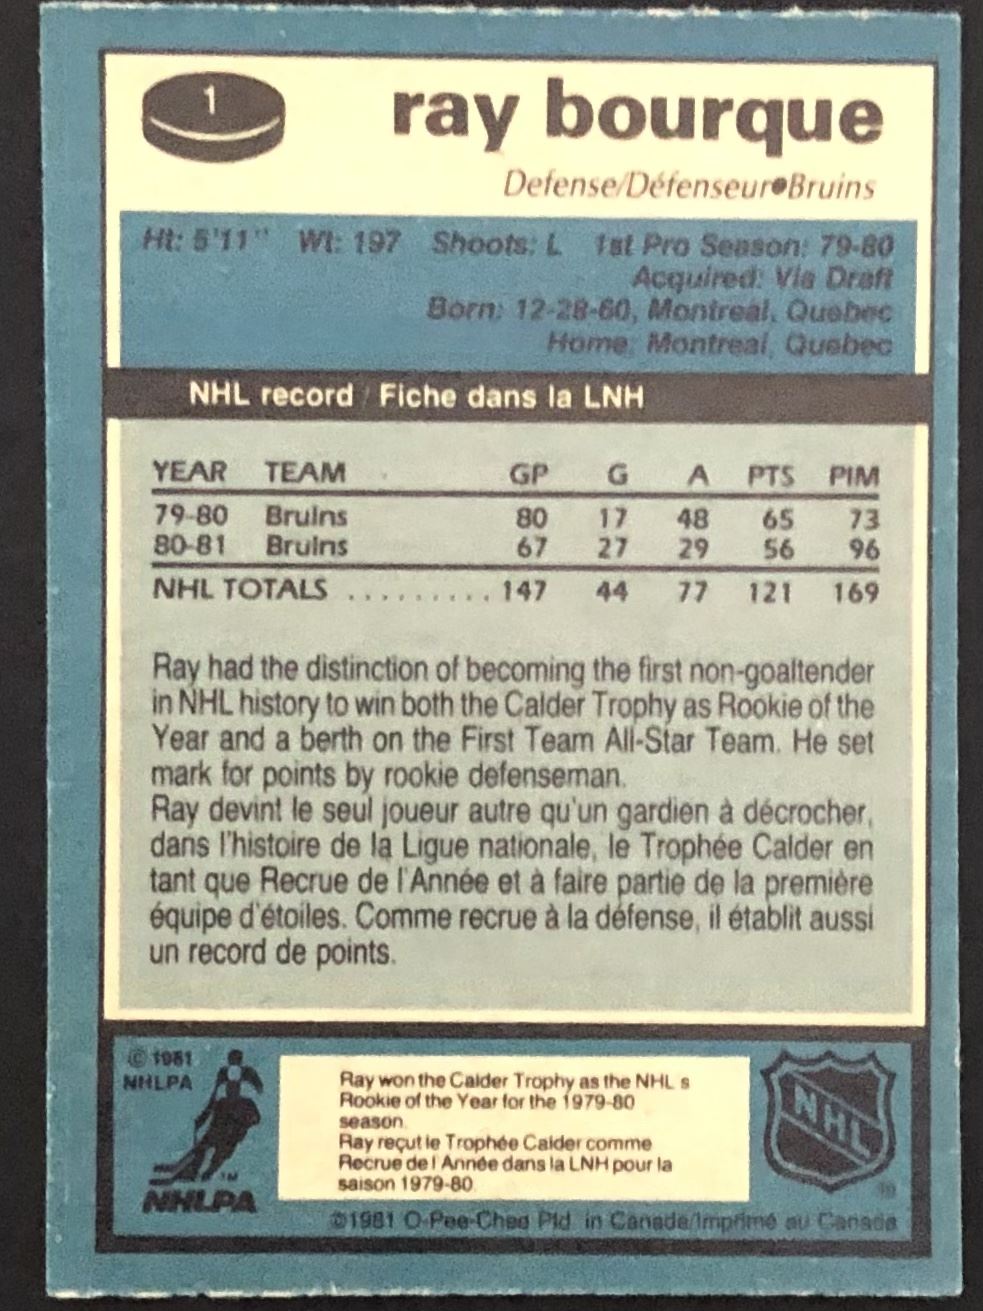 1
ray bourque
Defense/Défenseur•Bruins
Ht: 5'11" Wt: 197 Shoots: L 1st Pro Season: 79-80
Acquired: Via Draft
Born: 12-28-60, Montreal, Quebec
Home: Montreal, Quebec
NHL record / Fiche dans la LNH
YEAR TEAM GP G A PTS PIM
79-80 Bruins 80 17 48 65 73
80-81 Bruins 67 27 29 56 96
NHL TOTALS ......... 147 44 77 121 169
Ray had the distinction of becoming the first non-goaltender
in NHL history to win both the Calder Trophy as Rookie of the
Year and a berth on the First Team All-Star Team. He set
mark for points by rookie defenseman.
Ray devint le seul joueur autre qu'un gardien à décrocher,
dans l'histoire de la Ligue nationale, le Trophée Calder en
tant que Recrue de l'Année et à faire partie de la première
équipe d'étoiles. Comme recrue à la défense, il établit aussi
un record de points.
© 1981
NHLPA
NHLPA
TM
Ray won the Calder Trophy as the NHL s
Rookie of the Year for the 1979-80
season.
Ray reçut le Trophée Calder comme
Recrue de l Année dans la LNH pour la
saison 1979-80.
NHL
©1981 O-Pee-Chee Ptd. in Canada/Imprimé au Canada